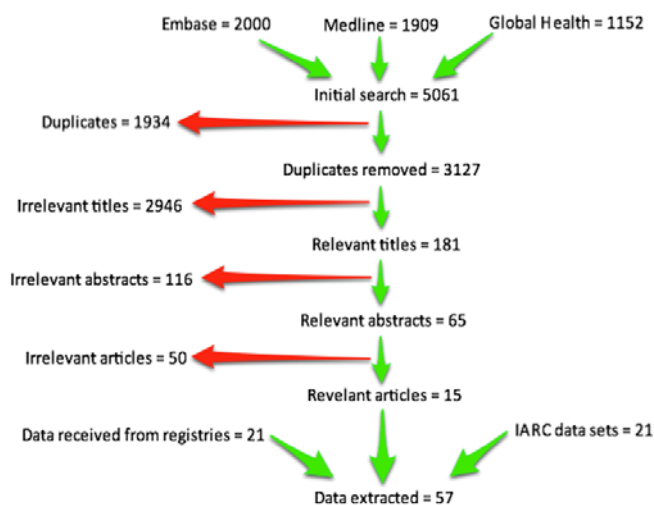 Embase = 2000
Medline = 1909
Global Health = 1152
Initial search = 5061
Duplicates = 1934
Duplicates removed = 3127
Irrelevant titles = 2946
Relevant titles = 181
Irrelevant abstracts = 116
Relevant abstracts = 65
Irrelevant articles = 50
Revelant articles = 15
Data received from registries = 21
IARC data sets = 21
Data extracted = 57